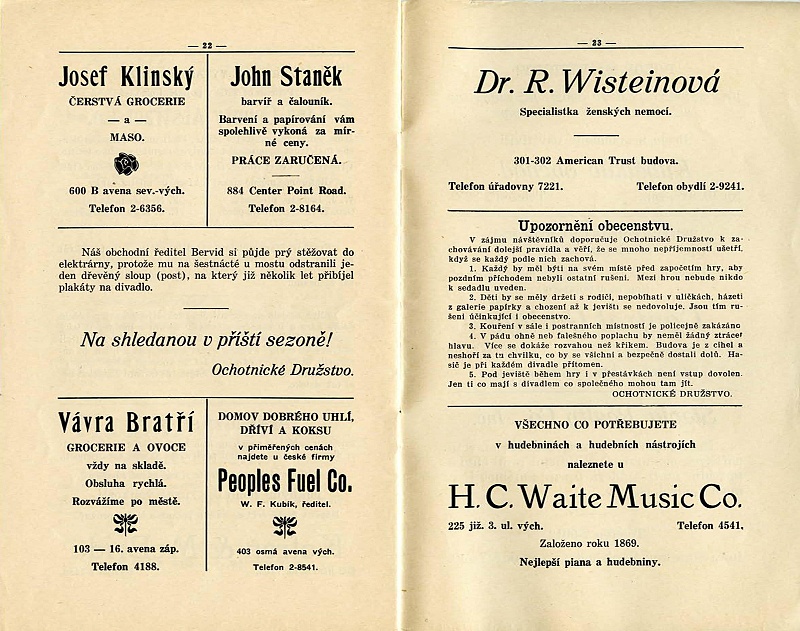 — 22 —
Josef Klinský
ČERSTVÁ GROCERIE
— a —
MASO.
600 B avena sev.-vých.
Telefon 2-6356.
John Staněk
barvíř a čalouník.
Barvení a papírování vám
spolehlivě vykoná za mír-
né ceny.
PRÁCE ZARUČENÁ.
884 Center Point Road.
Telefon 2-8164.
Náš obchodní ředitel Bervid si půjde prý stěžovat do
elektrárny, protože mu na šestnácté u mostu odstranili je-
den dřevěný sloup (post), na který již několik let přibíjel
plakáty na divadlo.
Na shledanou v příští sezoně!
Ochotnické Družstvo.
Vávra Bratří
GROCERIE A OVOCE
vždy na skladě.
Obsluha rychlá.
Rozvážíme po městě.
103 — 16. avena záp.
Telefon 4188.
DOMOV DOBRÉHO UHLÍ,
DŘÍVÍ A KOKSU
v přiměřených cenách
najdete u české firmy
Peoples Fuel Co.
W. F. Kubík, ředitel.
403 osmá avena vých.
Telefon 2-8541.
— 23 —
Dr. R. Wisteinová
Specialistka ženských nemocí.
301-302 American Trust budova.
Telefon úřadovny 7221.
Telefon obydlí 2-9241.
Upozornění obecenstvu.
V zájmu návštěvníků doporučuje Ochotnické Družstvo k za-
chovávání dolejší pravidla a věří, že se mnoho nepříjemností ušetří,
když se každý podle nich zachová.
1. Každý by měl býti na svém místě před započetím hry, aby
pozdním příchodem nebyli ostatní rušeni. Mezi hrou nebude nikdo
k sedadlu uveden.
2. Děti by se měly držeti s rodiči, nepobíhati v uličkách, házeti
z galerie papírky a chození až k jevišti se nedovoluje. Jsou tím ru-
šeni účinkující i obecenstvo.
3. Kouření v sále i postranních místností je policejně zakázáno
4. V pádu ohně neb falešného poplachu by neměl žádný ztrácet
hlavu. Více se dokáže rozvahou než křikem. Budova je z cihel a
neshoří za tu chvilku, co by se všichni a bezpečně dostali dolů. Ha-
sič je při každém divadle přítomen.
5. Pod jeviště během hry i v přestávkách není vstup dovolen.
Jen ti co mají s divadlem co společného mohou tam jít.
OCHOTNICKÉ DRUŽSTVO.
VŠECHNO CO POTŘEBUJETE
v hudebninách a hudebních nástrojích
naleznete u
H. C. Waite Music Co.
225 již. 3. ul. vých.
Telefon 4541.
Založeno roku 1869.
Nejlepší piana a hudebniny.